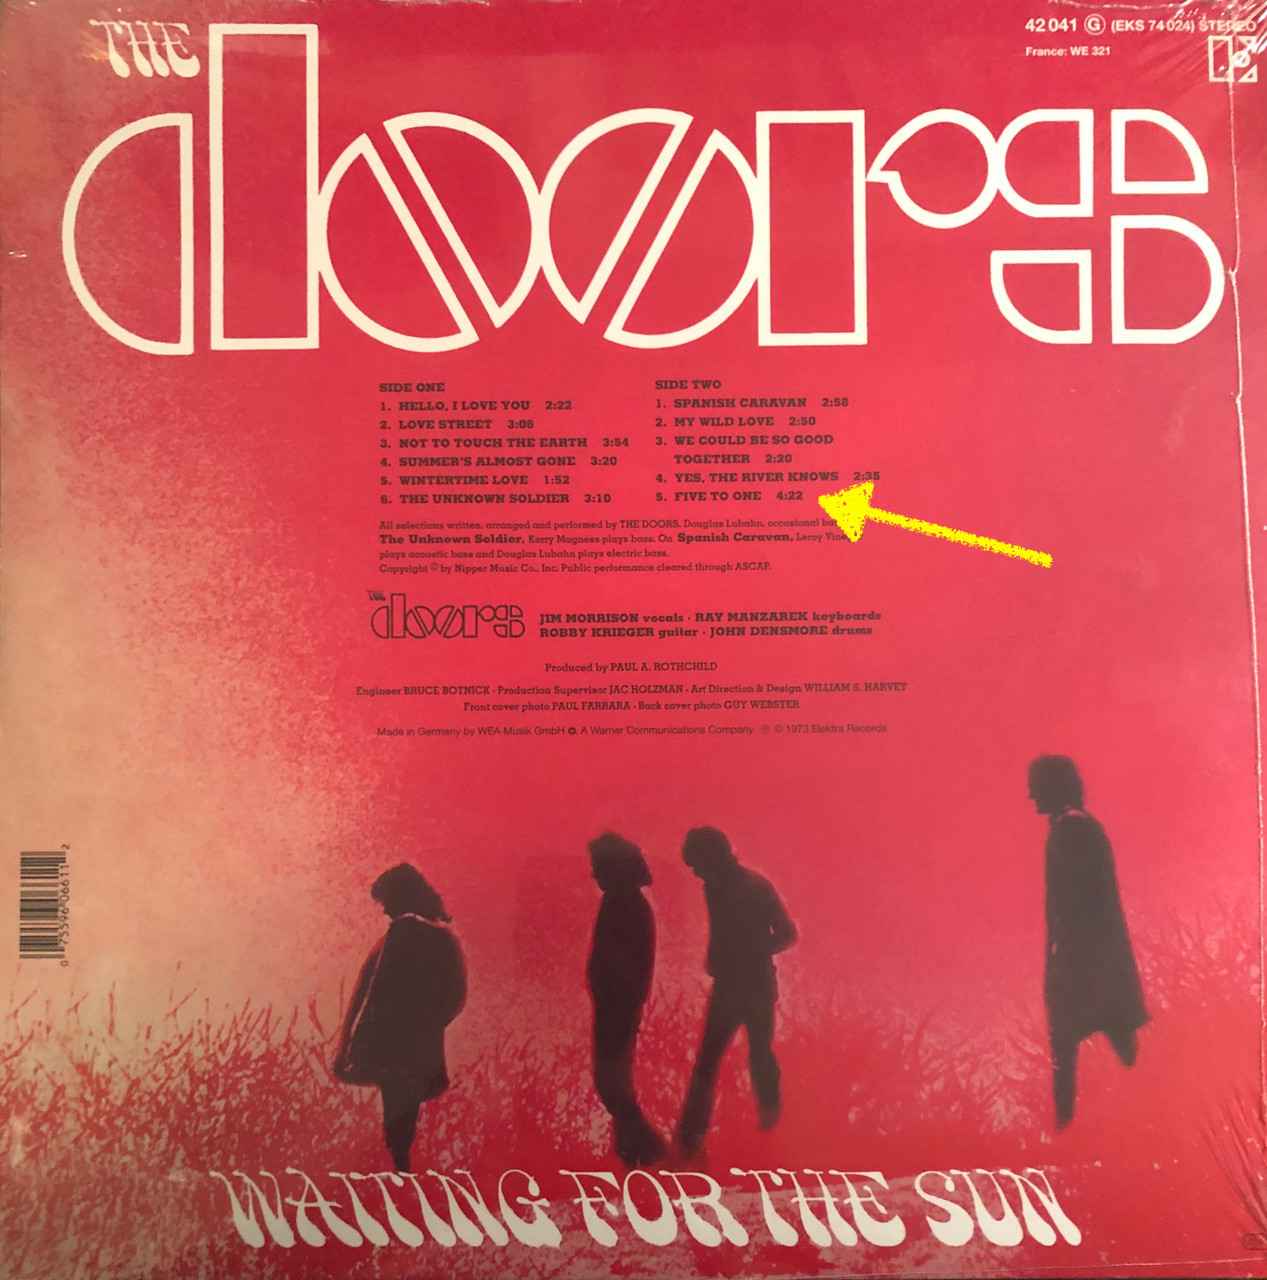 THE
doors
42 041 G (EKS 74 024) STEREO
France: WE 321
SIDE ONE
1. HELLO, I LOVE YOU 2:22
2. LOVE STREET 3:06
3. NOT TO TOUCH THE EARTH 3:54
4. SUMMER'S ALMOST GONE 3:20
5. WINTERTIME LOVE 1:52
6. THE UNKNOWN SOLDIER 3:10
SIDE TWO
1. SPANISH CARAVAN 2:58
2. MY WILD LOVE 2:50
3. WE COULD BE SO GOOD
TOGETHER 2:20
4. YES, THE RIVER KNOWS 2:35
5. FIVE TO ONE 4:22
All selections written, arranged and performed by THE DOORS. Douglas Lubahn, occasional
The Unknown Soldier, Kerry Magness plays bass. On Spanish Caravan, Leroy
plays acoustic bass and Douglas Lubahn plays electric bass.
Copyright © by Nipper Music Co., Inc. Public performance cleared through ASCAP.
THE
doors
JIM MORRISON vocals · RAY MANZAREK keyboards
ROBBY KRIEGER guitar · JOHN DENSMORE drums
Produced by PAUL A. ROTHCHILD
Engineer BRUCE BOTNICK · Production Supervisor JAC HOLZMAN · Art Direction & Design WILLIAM S. HARVEY
Front cover photo PAUL FARRARA · Back cover photo GUY WEBSTER
Made in Germany by WEA Musik GmbH. A Warner Communications Company. ℗ © 1973 Elektra Records
0 75596 06611 2
WAITING FOR THE SUN